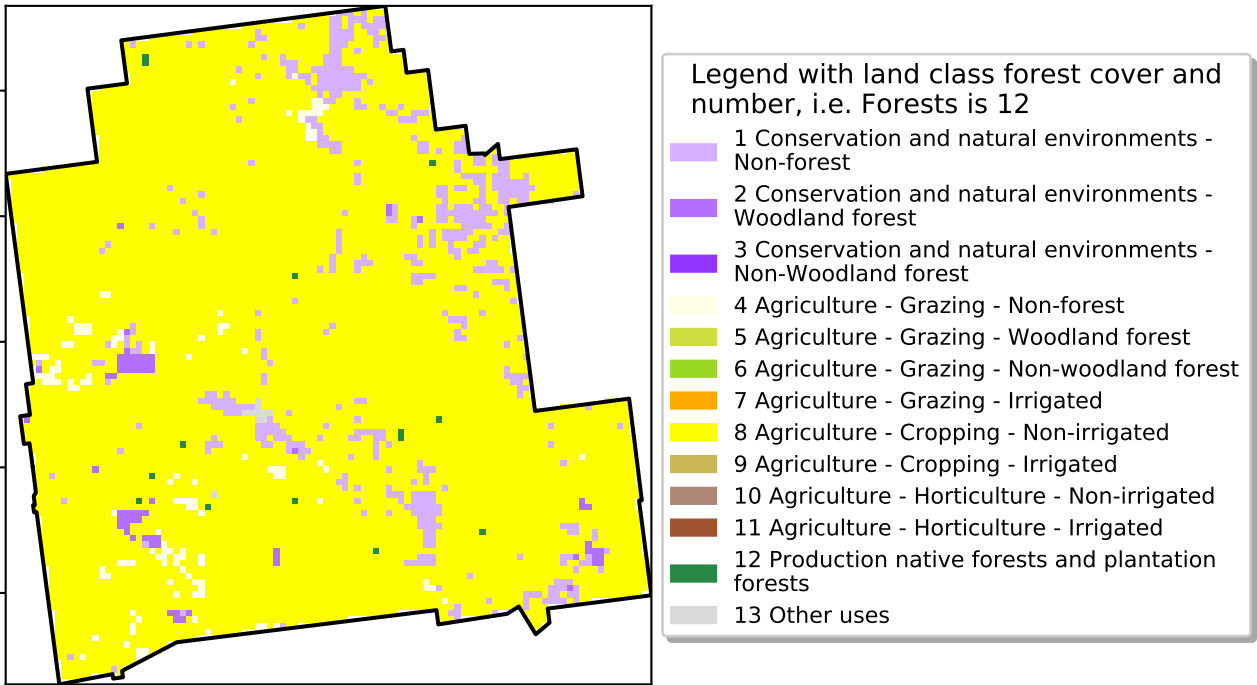 Legend with land class forest cover and
number, i.e. Forests is 12
1 Conservation and natural environments -
Non-forest
2 Conservation and natural environments -
Woodland forest
3 Conservation and natural environments -
Non-Woodland forest
4 Agriculture - Grazing - Non-forest
5 Agriculture - Grazing - Woodland forest
6 Agriculture - Grazing - Non-woodland forest
7 Agriculture - Grazing - Irrigated
8 Agriculture - Cropping - Non-irrigated
9 Agriculture - Cropping - Irrigated
10 Agriculture - Horticulture - Non-irrigated
11 Agriculture - Horticulture - Irrigated
12 Production native forests and plantation
forests
13 Other uses